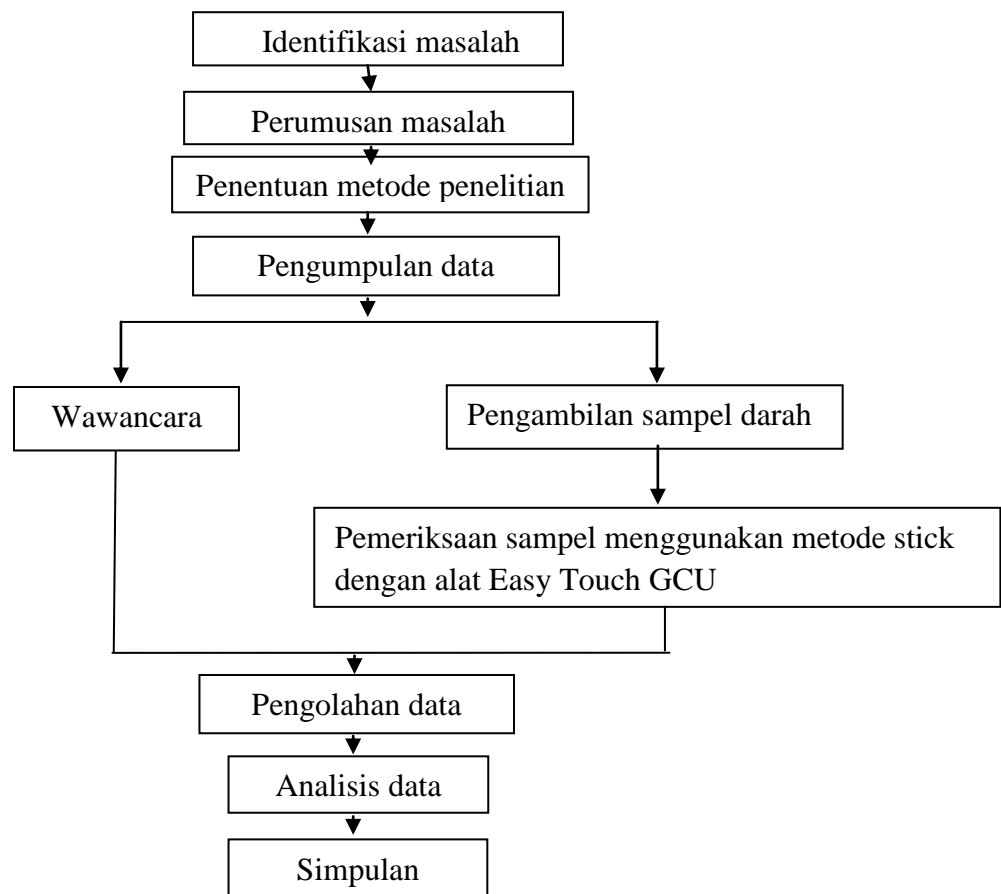 Identifikasi masalah
Perumusan masalah
Penentuan metode penelitian
Pengumpulan data
Wawancara
Pengambilan sampel darah
Pemeriksaan sampel menggunakan metode stick
dengan alat Easy Touch GCU
Pengolahan data
Analisis data
Simpulan